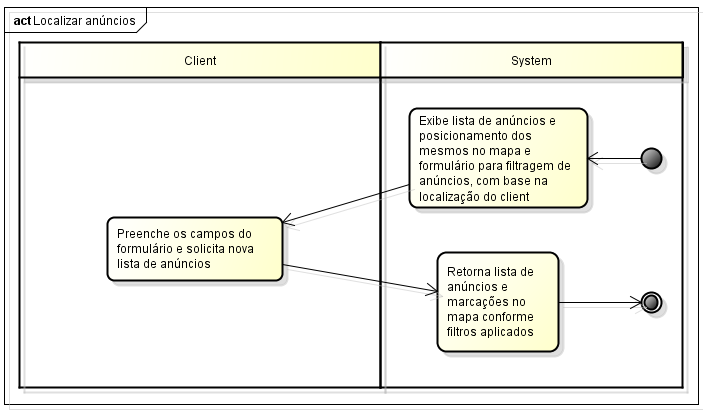 act Localizar anúncios
Client
System
Exibe lista de anúncios e
posicionamento dos
mesmos no mapa e
formulário para filtragem de
anúncios, com base na
localização do client
Preenche os campos do
formulário e solicita nova
lista de anúncios
Retorna lista de
anúncios e
marcações no
mapa conforme
filtros aplicados